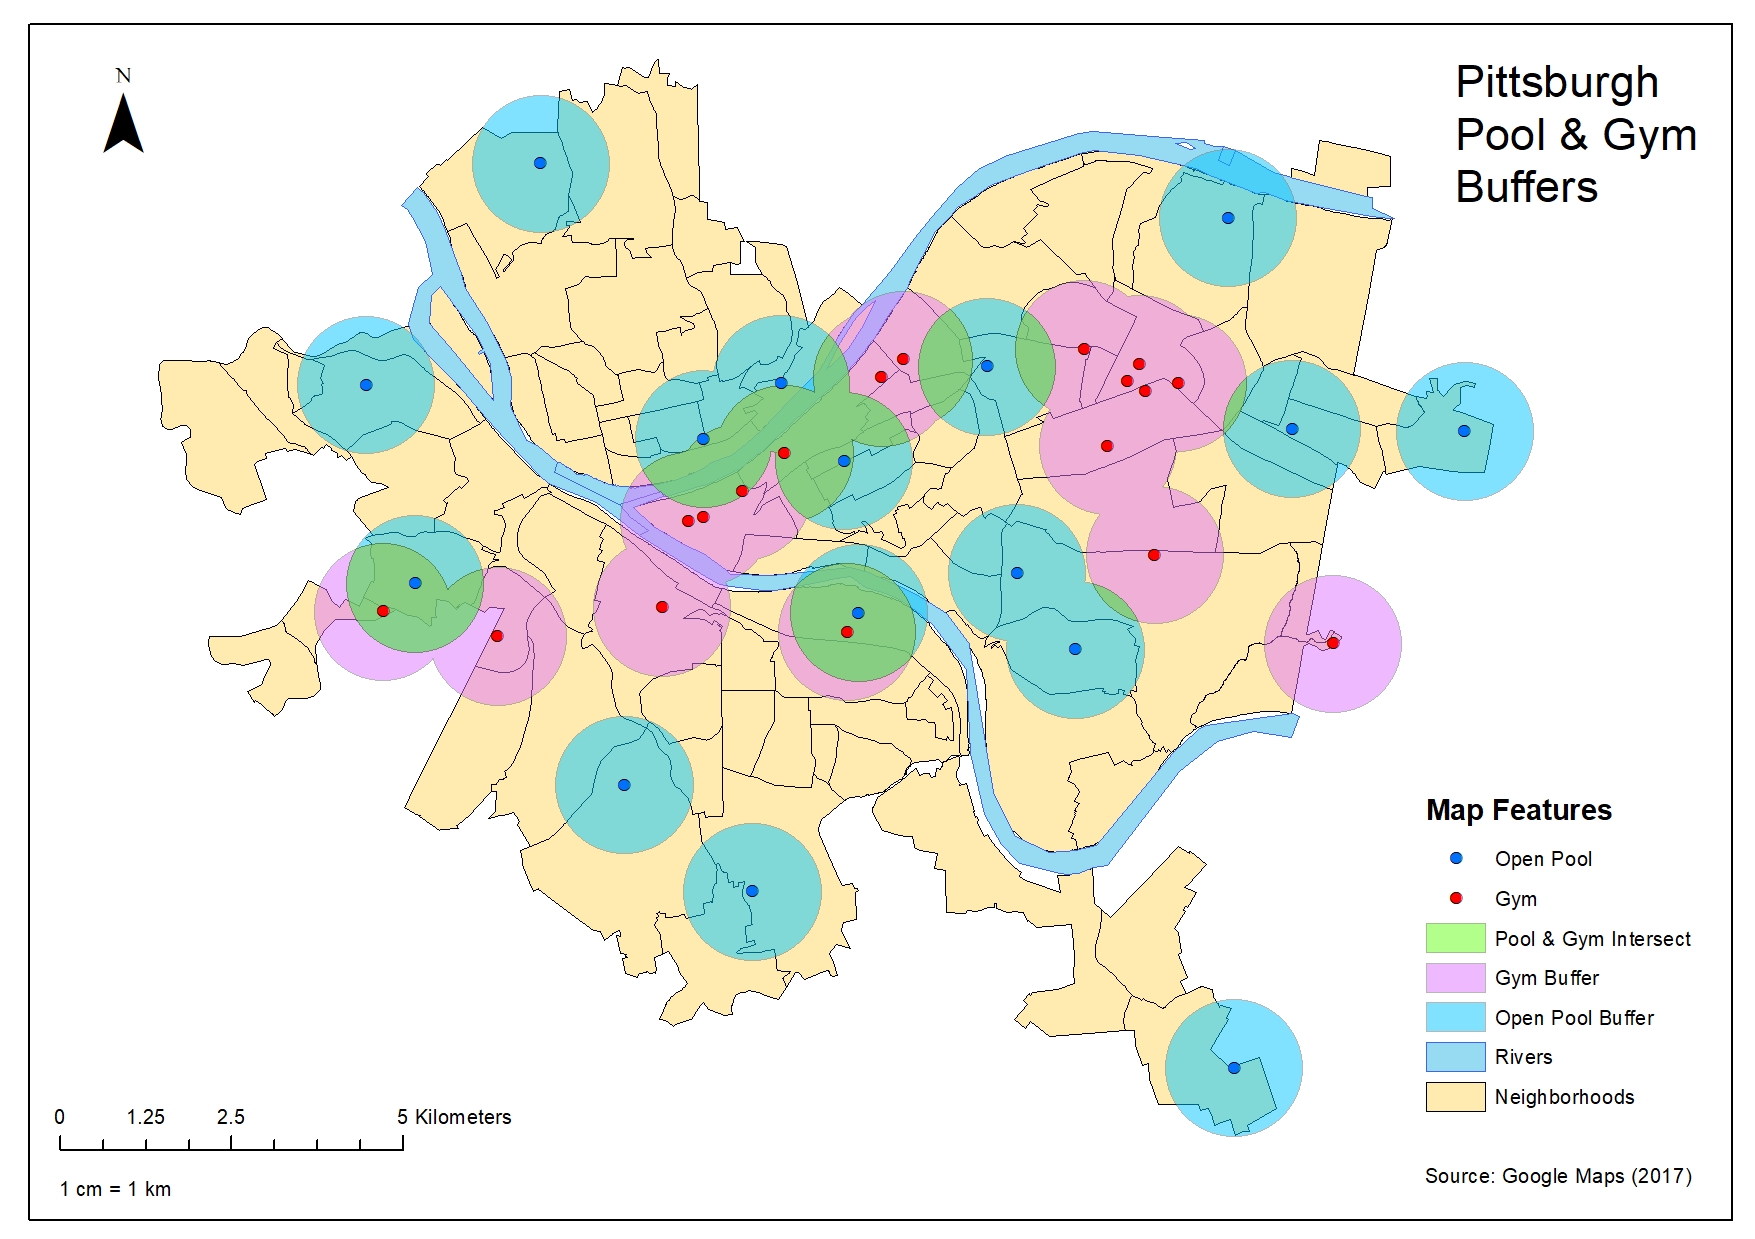 N
Pittsburgh
Pool & Gym
Buffers
Map Features
Open Pool
Gym
Pool & Gym Intersect
Gym Buffer
Open Pool Buffer
Rivers
Neighborhoods
0 1.25 2.5 5 Kilometers
1 cm = 1 km
Source: Google Maps (2017)